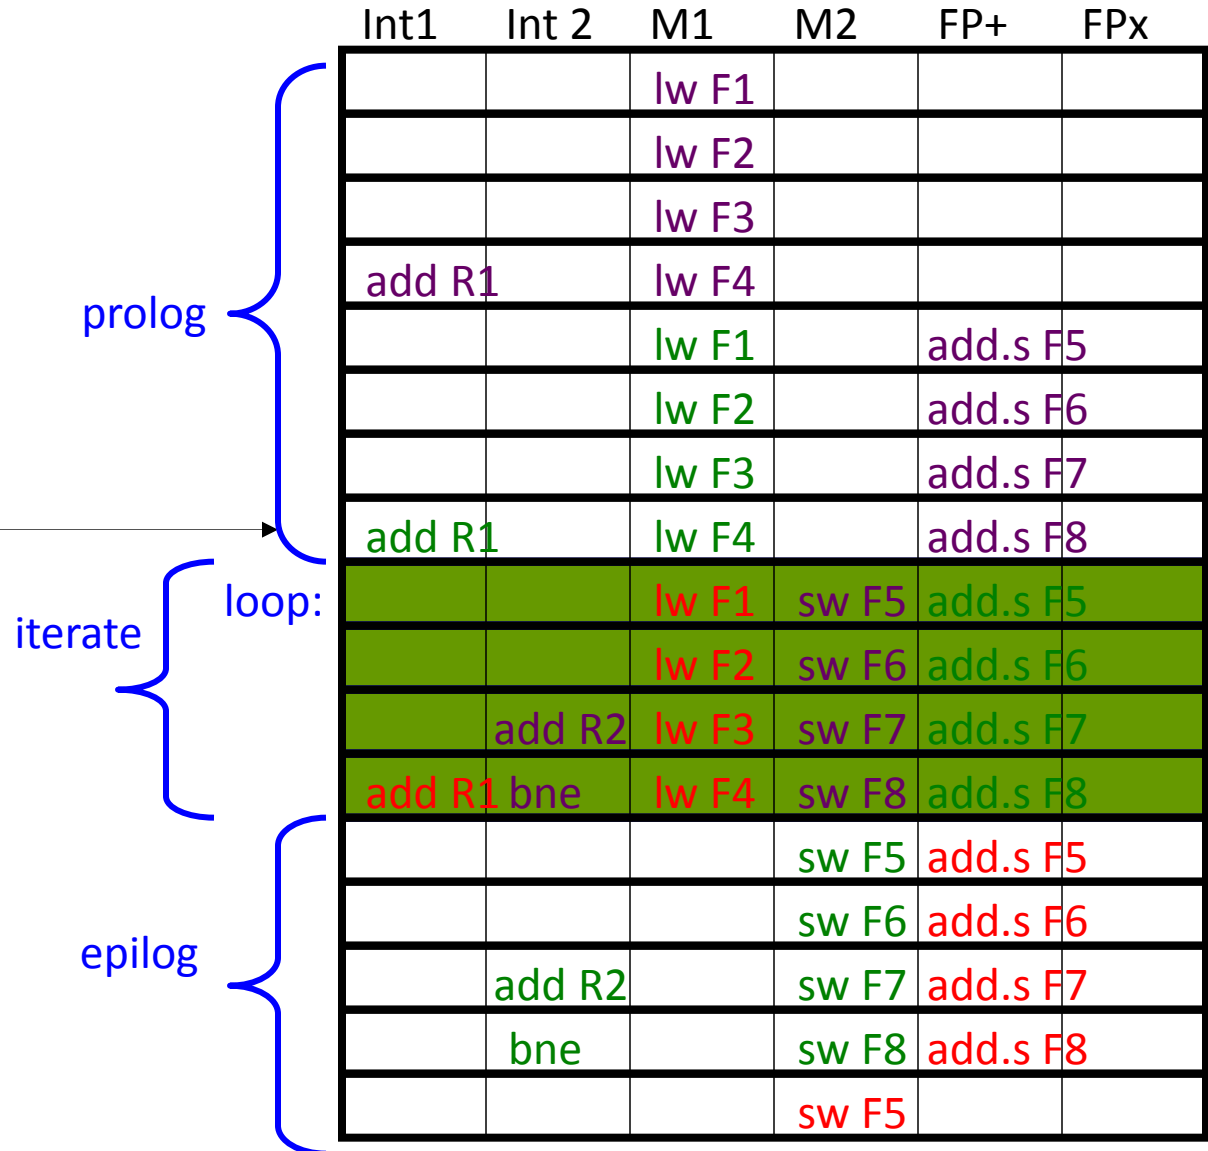 Int1 Int 2 M1 M2 FP+ FPx
lw F1
lw F2
lw F3
add R1 lw F4
prolog
lw F1 add.s F5
lw F2 add.s F6
lw F3 add.s F7
add R1 lw F4 add.s F8
loop: lw F1 sw F5 add.s F5
iterate
lw F2 sw F6 add.s F6
add R2 lw F3 sw F7 add.s F7
add R1 bne lw F4 sw F8 add.s F8
sw F5 add.s F5
sw F6 add.s F6
epilog
add R2 sw F7 add.s F7
bne sw F8 add.s F8
sw F5